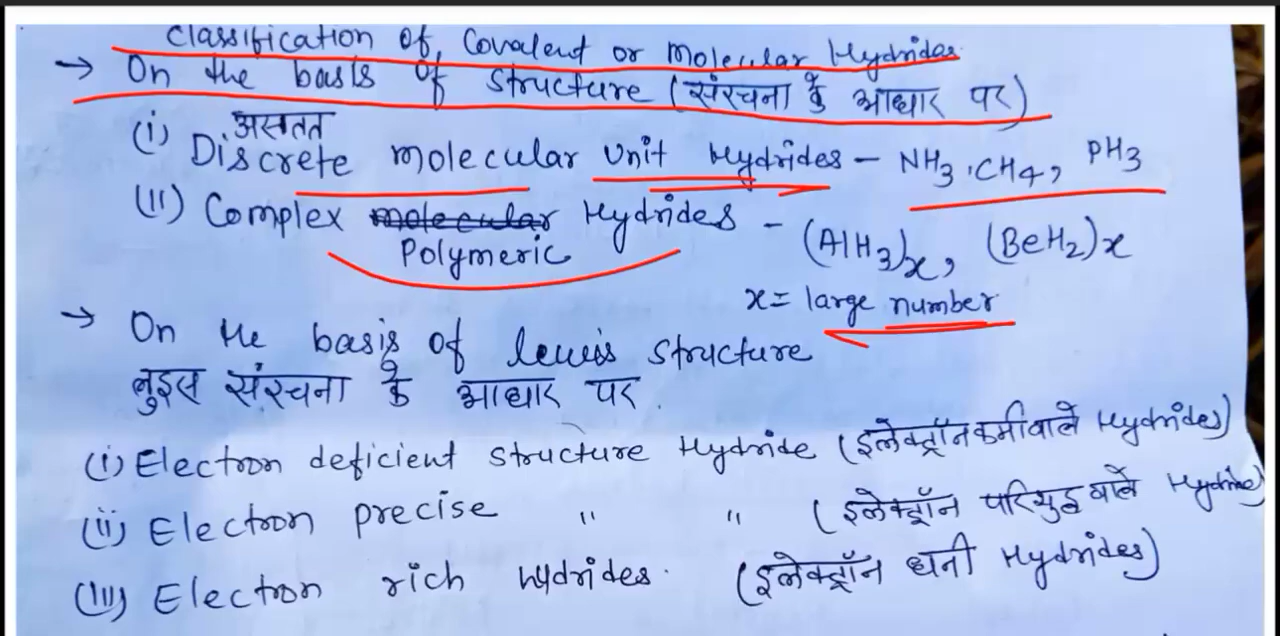 Classification of, Covalent or Molecular Hydrides.
→ On the basis of structure (संरचना के आधार पर)
असतत
(i) Discrete molecular Unit Hydrides – NH3, CH4, PH3
(ii) Complex molecular Hydrides – (AlH3)x, (BeH2)x
Polymeric
x = large number
→ On the basis of lewis structure
लुइस संरचना के आधार पर.
(i) Electron deficient structure Hydride (इलेक्ट्रॉन कमी वाले Hydrides)
(ii) Electron precise " " (इलेक्ट्रॉन परिशुद्ध वाले Hydride)
(iii) Electron rich hydrides. (इलेक्ट्रॉन धनी Hydrides)